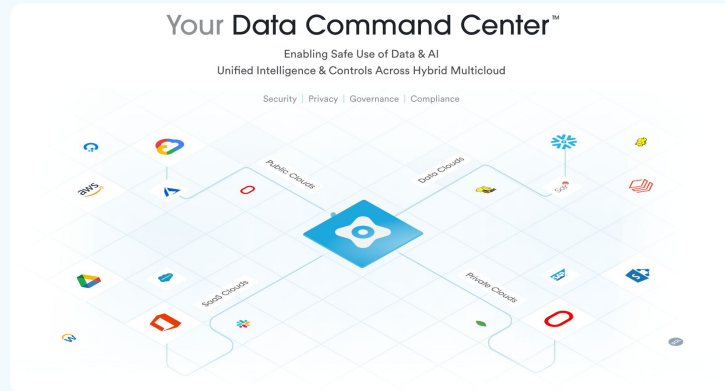 Your Data Command Center™
Enabling Safe Use of Data & AI
Unified Intelligence & Controls Across Hybrid Multicloud
Security | Privacy | Governance | Compliance
Public Clouds
Data Clouds
aws
SaaS Clouds
Private Clouds
SAP